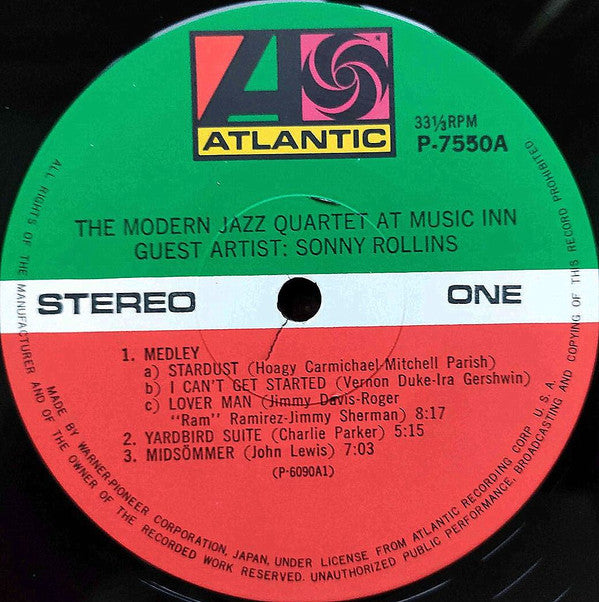 ATLANTIC
33⅓RPM
P-7550A
THE MODERN JAZZ QUARTET AT MUSIC INN
GUEST ARTIST: SONNY ROLLINS
STEREO
ONE
1. MEDLEY
a) STARDUST (Hoagy Carmichael-Mitchell Parish)
b) I CAN'T GET STARTED (Vernon Duke-Ira Gershwin)
c) LOVER MAN (Jimmy Davis-Roger
"Ram" Ramirez-Jimmy Sherman) 8:17
2. YARDBIRD SUITE (Charlie Parker) 5:15
3. MIDSÖMMER (John Lewis) 7:03
(P-6090A1)
ALL RIGHTS OF THE MANUFACTURER AND OF THE OWNER OF THE RECORDED WORK RESERVED. UNAUTHORIZED PUBLIC PERFORMANCE, BROADCASTING AND COPYING OF THIS RECORD PROHIBITED
MADE BY WARNER-PIONEER CORPORATION, JAPAN, UNDER LICENSE FROM ATLANTIC RECORDING CORP. U.S.A.